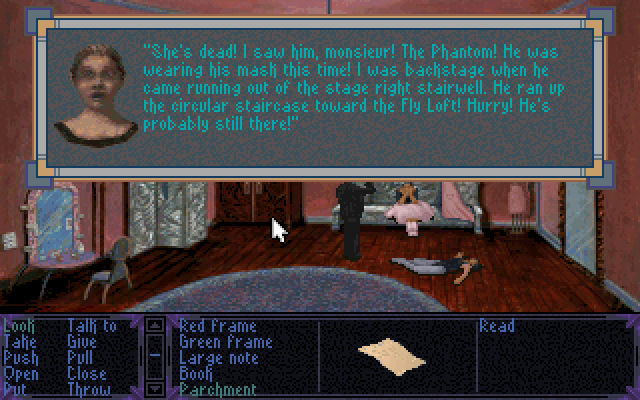 "She's dead! I saw him, monsieur! The Phantom! He was
wearing his mask this time! I was backstage when he
came running out of the stage right stairwell. He ran up
the circular staircase toward the Fly Loft! Hurry! He's
probably still there!"
Look Talk to
Take Give
Push Pull
Open Close
Put Throw
Red frame
Green frame
Large note
Book
Parchment
Read